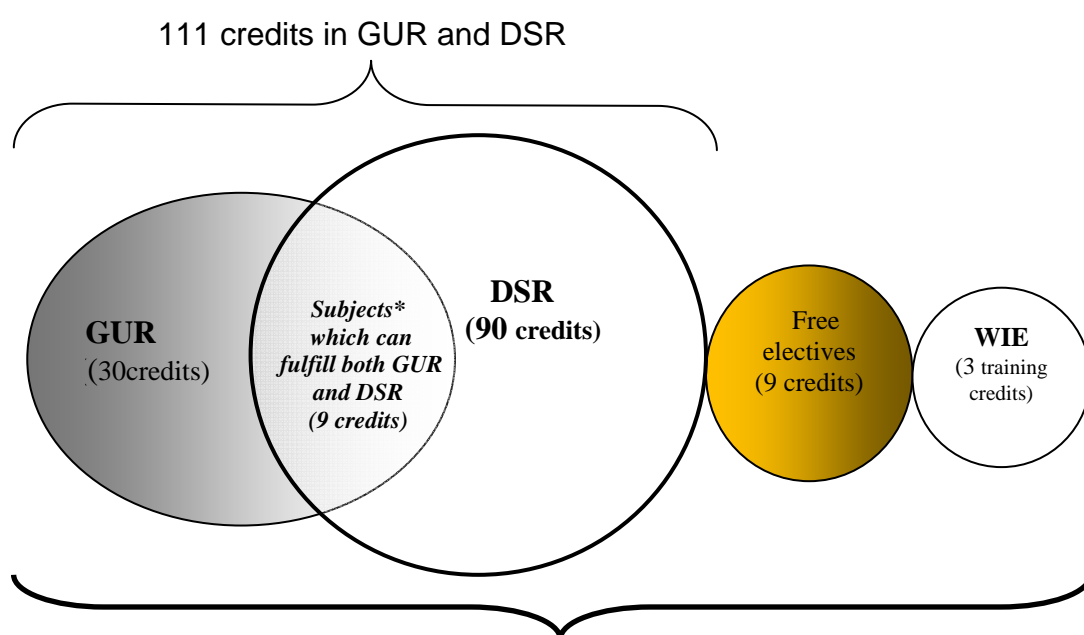 111 credits in GUR and DSR
GUR
(30credits)
Subjects*
which can
fulfill both GUR
and DSR
(9 credits)
DSR
(90 credits)
Free
electives
(9 credits)
WIE
(3 training
credits)